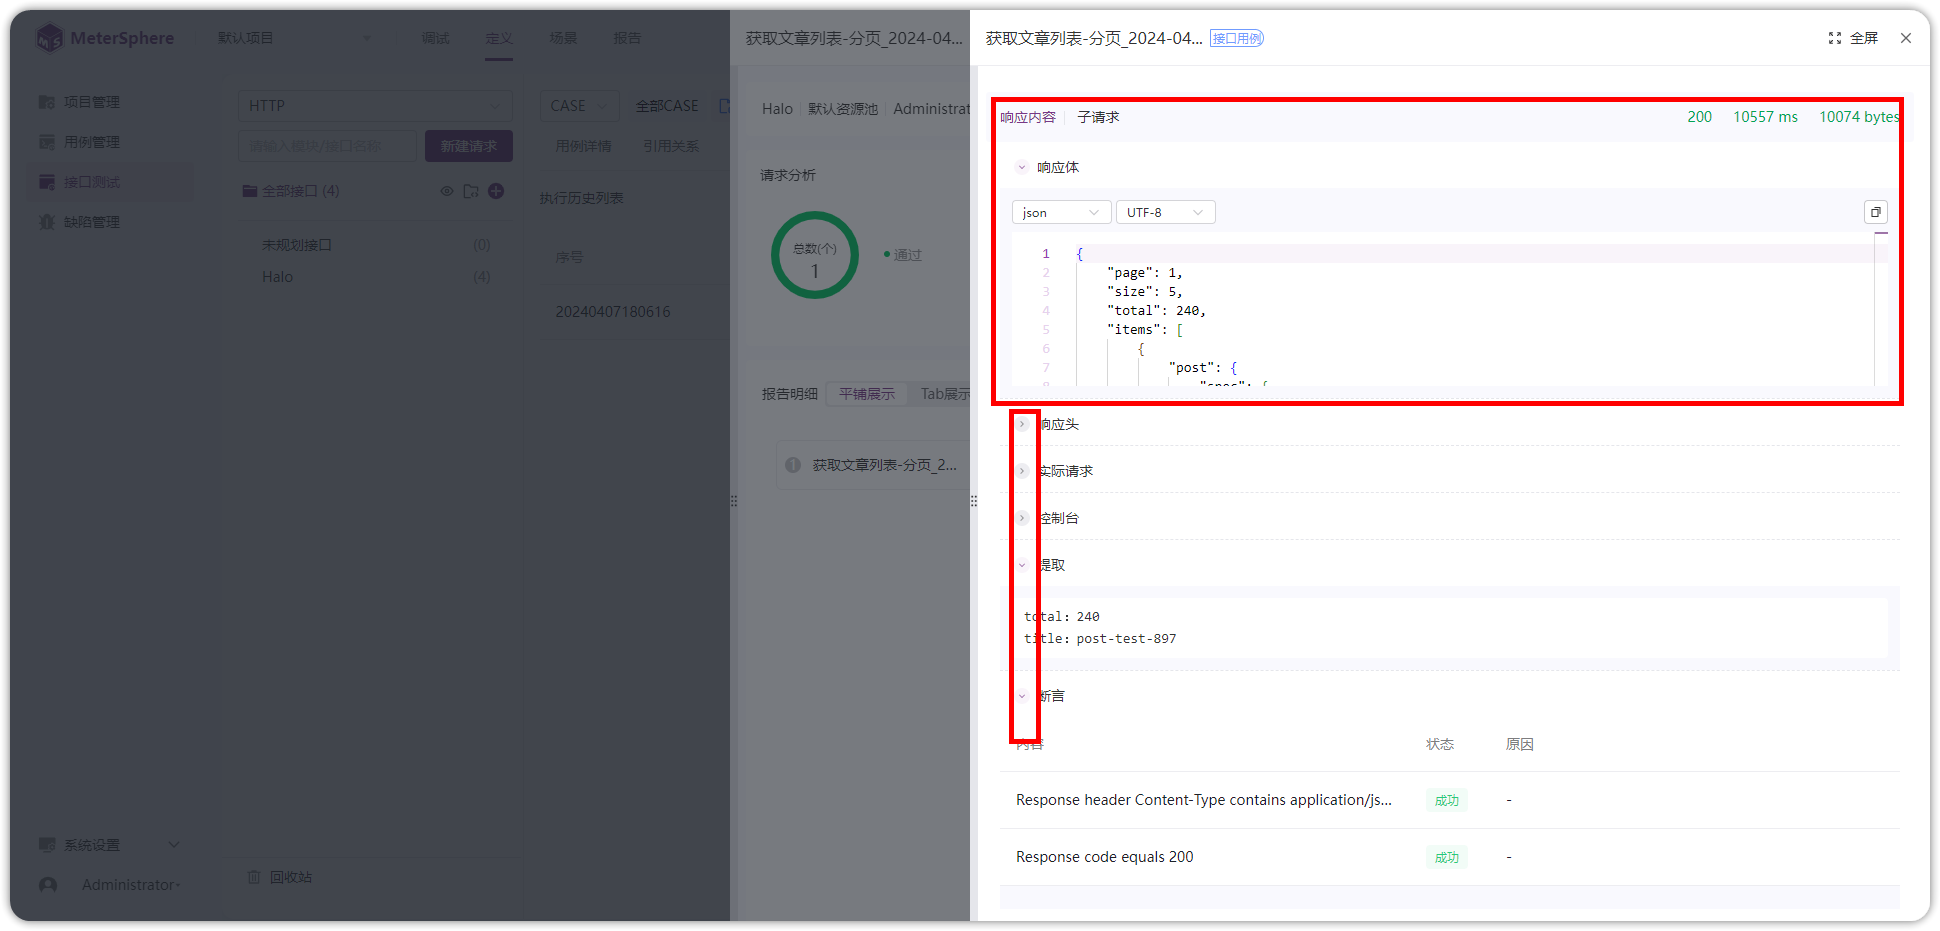 MeterSphere
默认项目
调试
定义
场景
报告
项目管理
用例管理
接口测试
缺陷管理
系统设置
Administrator
HTTP
请输入模块/接口名称
新建请求
全部接口 (4)
未规划接口 (0)
Halo (4)
回收站
CASE
全部CASE
用例详情
引用关系
执行历史列表
序号
20240407180616
获取文章列表-分页_2024-04...
Halo
默认资源池
Administrat
请求分析
总数(个)
1
通过
报告明细
平铺展示
Tab展示
1 获取文章列表-分页_2...
获取文章列表-分页_2024-04... 接口用例
全屏
响应内容 子请求 200 10557 ms 10074 bytes
响应体
json UTF-8
1 {
2 "page": 1,
3 "size": 5,
4 "total": 240,
5 "items": [
6 {
7 "post": {
8 "spec": {
响应头
实际请求
控制台
提取
total: 240
title: post-test-897
断言
内容 状态 原因
Response header Content-Type contains application/js... 成功 -
Response code equals 200 成功 -